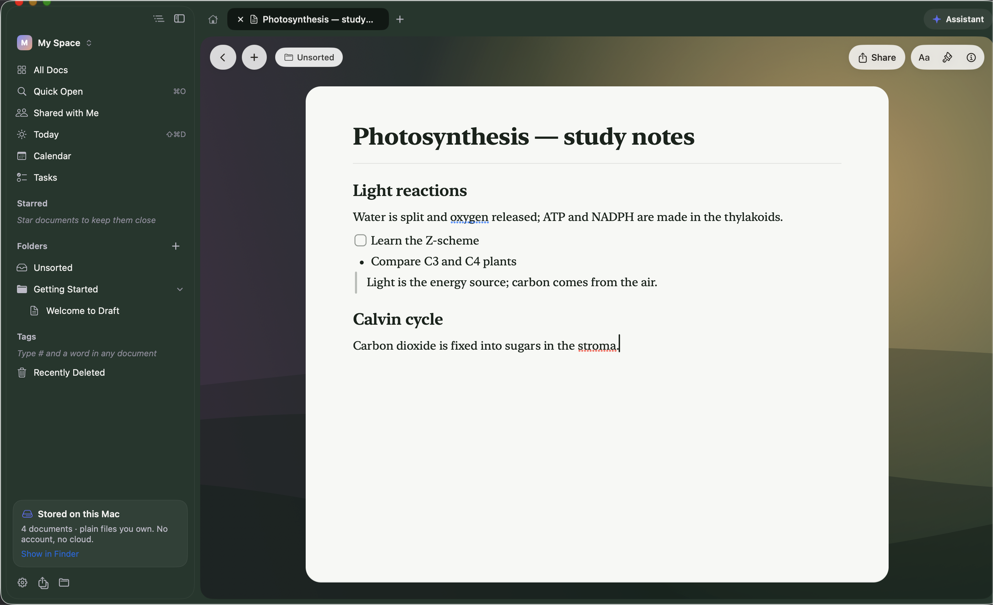 Photosynthesis — study...
Assistant
M
My Space
All Docs
Quick Open ⌘O
Shared with Me
Today ⇧⌘D
Calendar
Tasks
Starred
Star documents to keep them close
Folders
Unsorted
Getting Started
Welcome to Draft
Tags
Type # and a word in any document
Recently Deleted
Stored on this Mac
4 documents · plain files you own. No
account, no cloud.
Show in Finder
Unsorted
Share
Aa
Photosynthesis — study notes
Light reactions
Water is split and oxygen released; ATP and NADPH are made in the thylakoids.
Learn the Z-scheme
• Compare C3 and C4 plants
Light is the energy source; carbon comes from the air.
Calvin cycle
Carbon dioxide is fixed into sugars in the stroma.